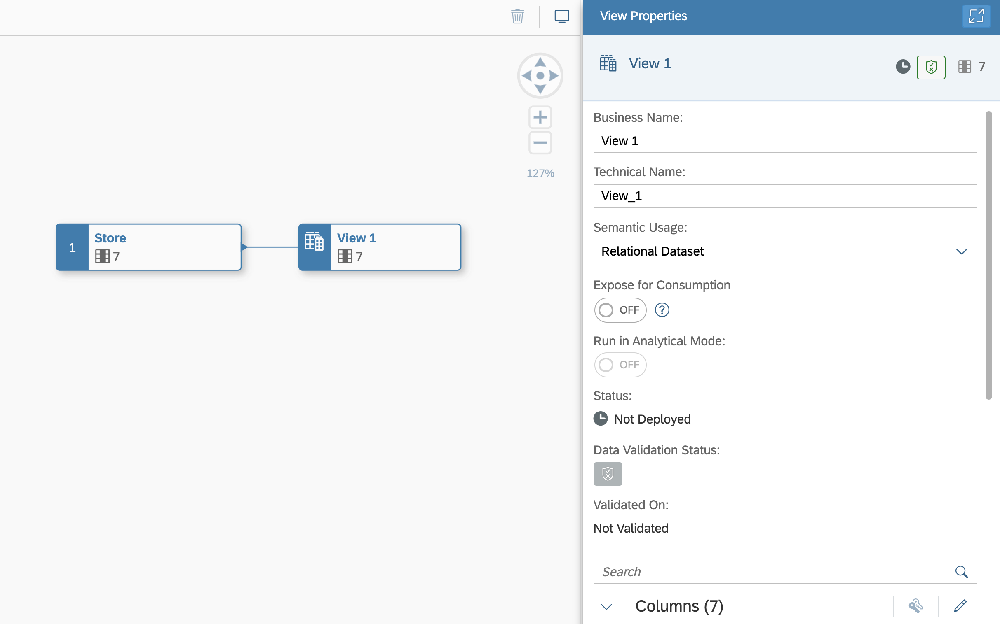 View Properties
View 1
7
127%
1
Store
7
View 1
7
Business Name:
View 1
Technical Name:
View_1
Semantic Usage:
Relational Dataset
Expose for Consumption
OFF
?
Run in Analytical Mode:
OFF
Status:
Not Deployed
Data Validation Status:
Validated On:
Not Validated
Search
Columns (7)